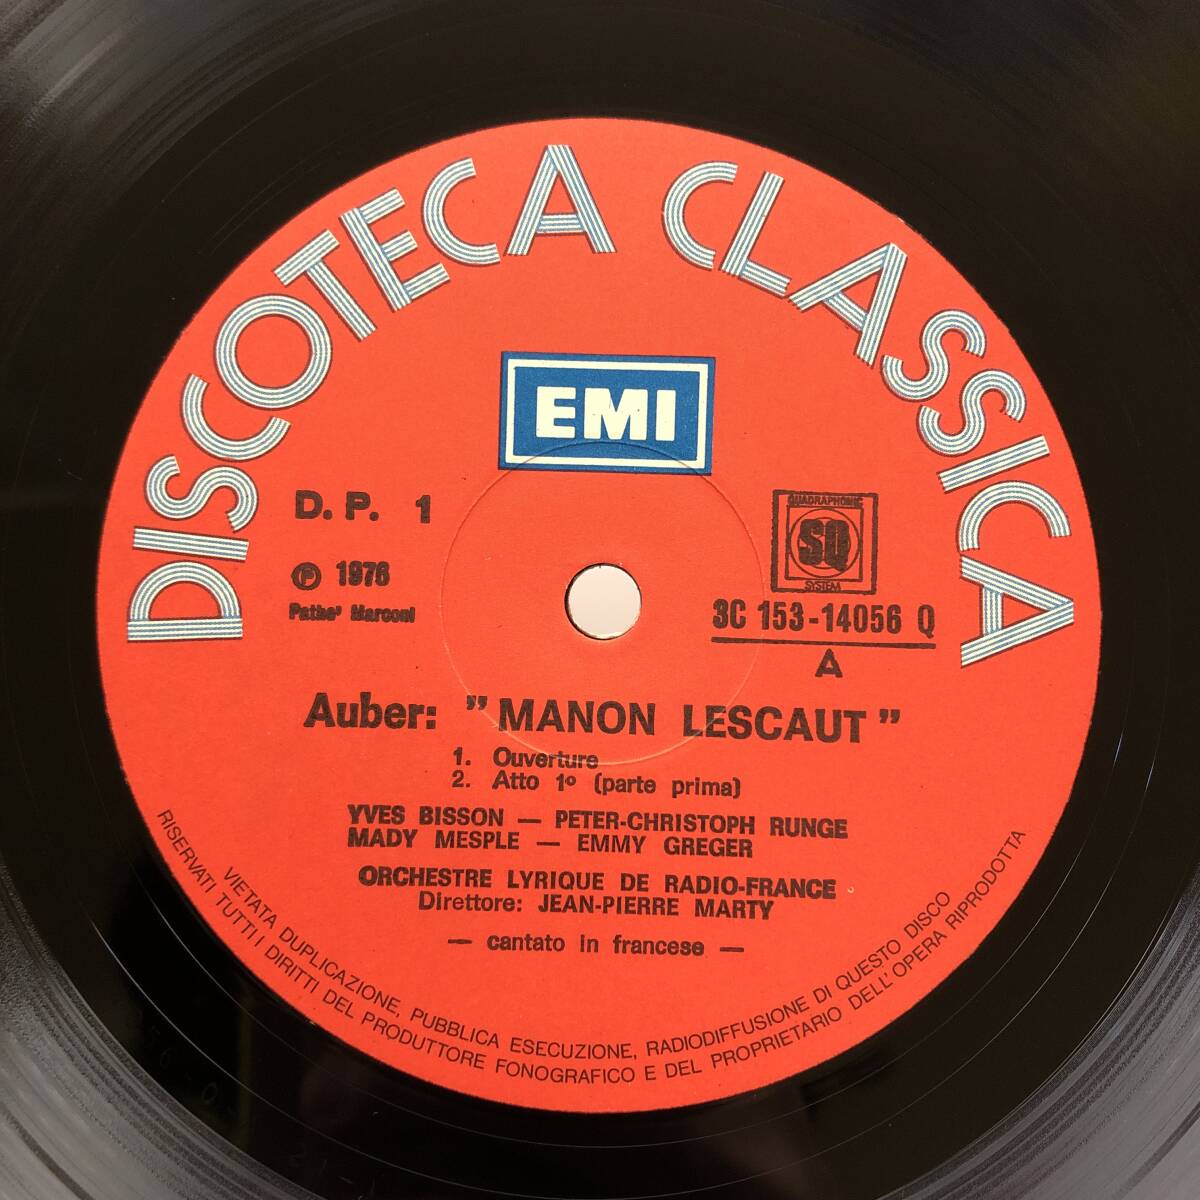 DISCOTECA CLASSICA
EMI
D. P. 1
QUADRAPHONIC
SQ
SYSTEM
℗ 1976
Pathe' Marconi
3C 153-14056 Q
A
Auber: "MANON LESCAUT"
1. Ouverture
2. Atto 1º (parte prima)
YVES BISSON — PETER-CHRISTOPH RUNGE
MADY MESPLE — EMMY GREGER
ORCHESTRE LYRIQUE DE RADIO-FRANCE
Direttore: JEAN-PIERRE MARTY
— cantato in francese —
VIETATA DUPLICAZIONE, PUBBLICA ESECUZIONE, RADIODIFFUSIONE DI QUESTO DISCO
RISERVATI TUTTI I DIRITTI DEL PRODUTTORE FONOGRAFICO E DEL PROPRIETARIO DELL'OPERA RIPRODOTTA